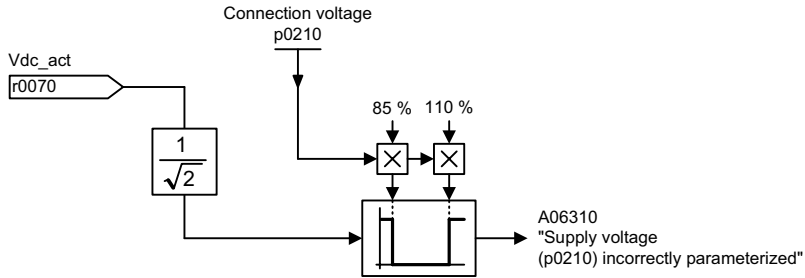 Connection voltage
p0210
Vdc_act
r0070
85 %
110 %
1
√2
A06310
"Supply voltage
(p0210) incorrectly parameterized"